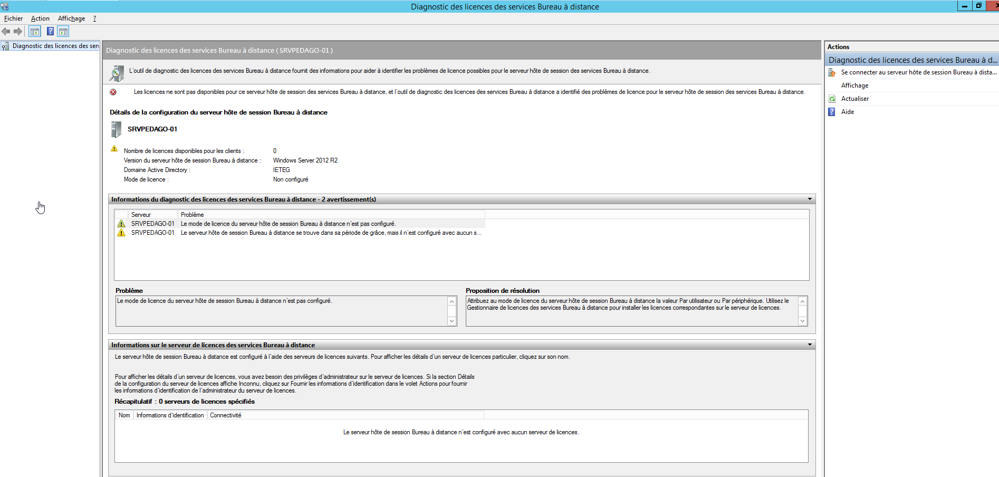 Diagnostic des licences des services Bureau à distance
Fichier Action Affichage ?
Diagnostic des licences des serv
Diagnostic des licences des services Bureau à distance ( SRVPEDAGO-01 )
L'outil de diagnostic des licences des services Bureau à distance fournit des informations pour aider à identifier les problèmes de licence possibles pour le serveur hôte de session des services Bureau à distance.
Les licences ne sont pas disponibles pour ce serveur hôte de session des services Bureau à distance, et l'outil de diagnostic des licences des services Bureau à distance a identifié des problèmes de licence pour le serveur hôte de session des services Bureau à distance.
Détails de la configuration du serveur hôte de session Bureau à distance
SRVPEDAGO-01
Nombre de licences disponibles pour les clients : 0
Version du serveur hôte de session Bureau à distance : Windows Server 2012 R2
Domaine Active Directory : IETEG
Mode de licence : Non configuré
Informations du diagnostic des licences des services Bureau à distance - 2 avertissement(s)
Serveur Problème
SRVPEDAGO-01 Le mode de licence du serveur hôte de session Bureau à distance n'est pas configuré.
SRVPEDAGO-01 Le serveur hôte de session Bureau à distance se trouve dans sa période de grâce, mais il n'est configuré avec aucun s...
Problème
Le mode de licence du serveur hôte de session Bureau à distance n'est pas configuré.
Proposition de résolution
Attribuez au mode de licence du serveur hôte de session Bureau à distance la valeur Par utilisateur ou Par périphérique. Utilisez le
Gestionnaire de licences des services Bureau à distance pour installer les licences correspondantes sur le serveur de licences.
Informations sur le serveur de licences des services Bureau à distance
Le serveur hôte de session Bureau à distance est configuré à l'aide des serveurs de licences suivants. Pour afficher les détails d'un serveur de licences particulier, cliquez sur son nom.
Pour afficher les détails d'un serveur de licences, vous avez besoin des privilèges d'administrateur sur le serveur de licences. Si la section Détails
de la configuration du serveur de licences affiche Inconnu, cliquez sur Fournir les informations d'identification dans le volet Actions pour fournir
les informations d'identification de l'administrateur du serveur de licences.
Récapitulatif : 0 serveurs de licences spécifiés
Nom Informations d'identification Connectivité
Le serveur hôte de session Bureau à distance n'est configuré avec aucun serveur de licences.
Actions
Diagnostic des licences des services Bureau à d...
Se connecter au serveur hôte de session Bureau à dista...
Affichage
Actualiser
? Aide